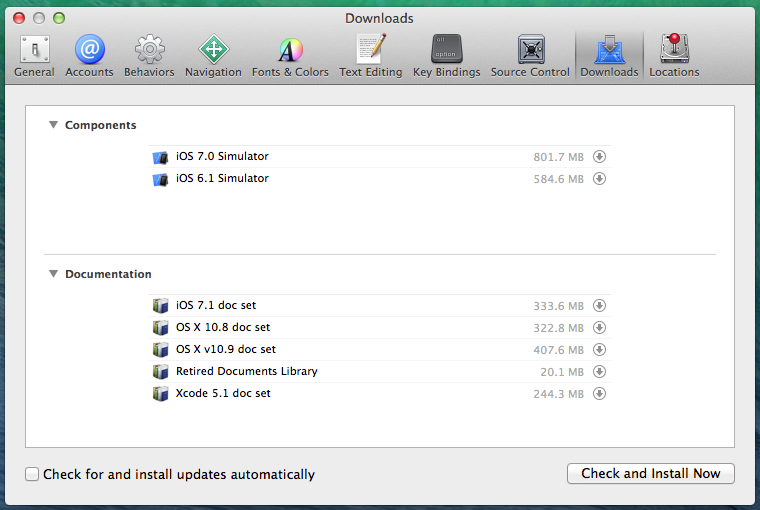 Downloads
General Accounts Behaviors Navigation Fonts & Colors Text Editing Key Bindings Source Control Downloads Locations
alt
option
Components
iOS 7.0 Simulator 801.7 MB
iOS 6.1 Simulator 584.6 MB
Documentation
iOS 7.1 doc set 333.6 MB
OS X 10.8 doc set 322.8 MB
OS X v10.9 doc set 407.6 MB
Retired Documents Library 20.1 MB
Xcode 5.1 doc set 244.3 MB
Check for and install updates automatically Check and Install Now